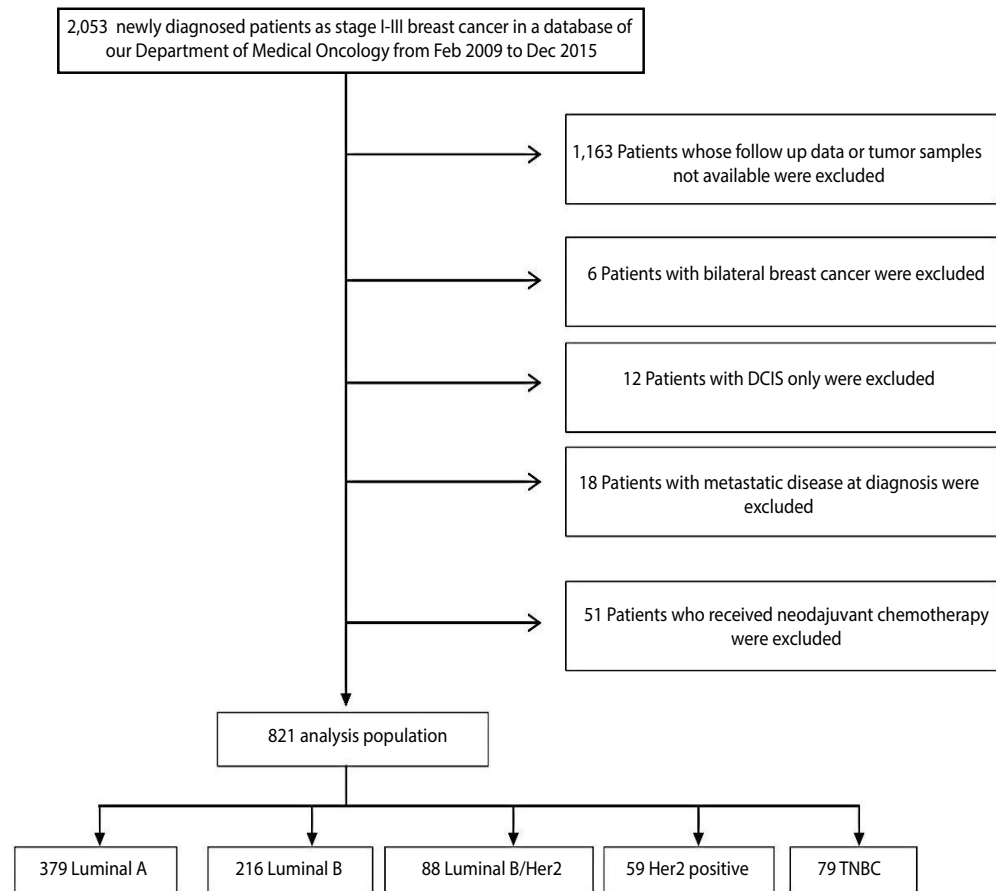 2,053 newly diagnosed patients as stage I-III breast cancer in a database of
our Department of Medical Oncology from Feb 2009 to Dec 2015
1,163 Patients whose follow up data or tumor samples
not available were excluded
6 Patients with bilateral breast cancer were excluded
12 Patients with DCIS only were excluded
18 Patients with metastatic disease at diagnosis were
excluded
51 Patients who received neodajuvant chemotherapy
were excluded
821 analysis population
379 Luminal A
216 Luminal B
88 Luminal B/Her2
59 Her2 positive
79 TNBC